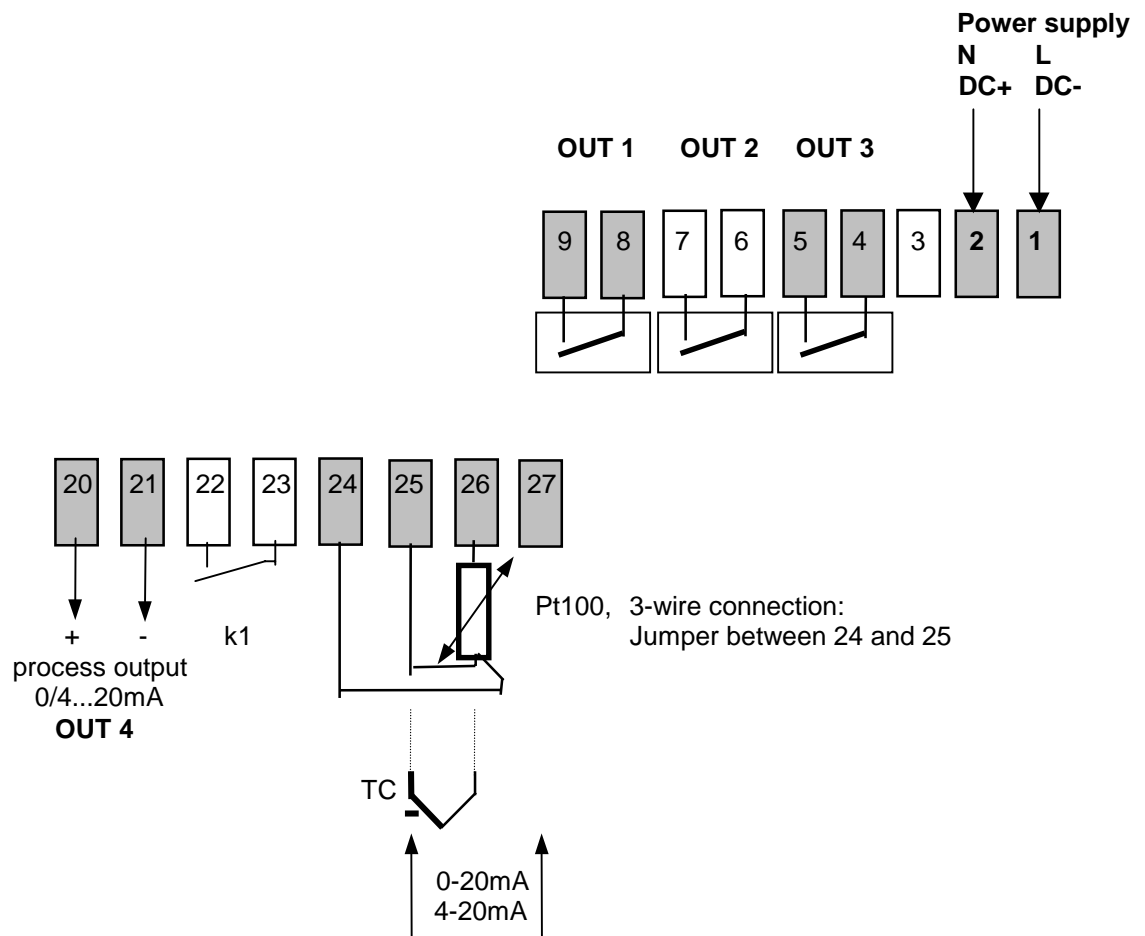 Power supply
N L
DC+ DC-
OUT 1 OUT 2 OUT 3
9 8 7 6 5 4 3 2 1
20 21 22 23 24 25 26 27
Pt100, 3-wire connection:
Jumper between 24 and 25
+ - k1
process output
0/4...20mA
OUT 4
TC
-
0-20mA
4-20mA